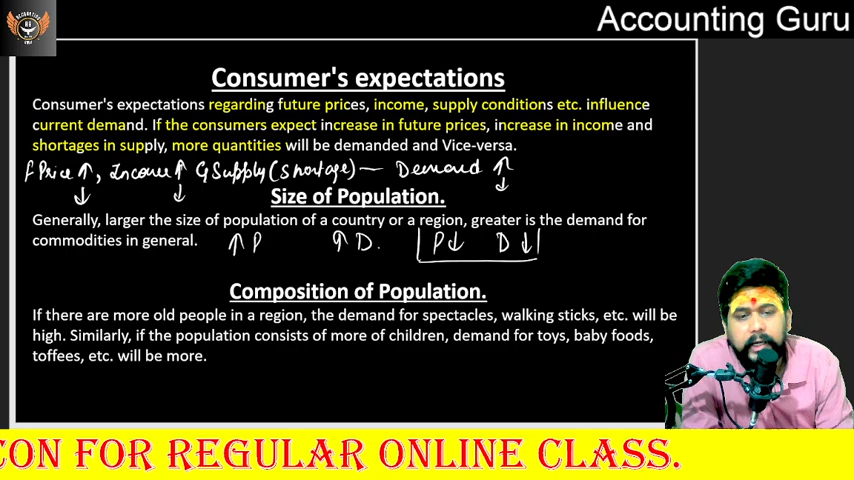 Accounting Guru
ACCOUNTING
Consumer's expectations
Consumer's expectations regarding future prices, income, supply conditions etc. influence
current demand. If the consumers expect increase in future prices, increase in income and
shortages in supply, more quantities will be demanded and Vice-versa.
f Price ↑, Income ↑ G Supply (Shortage) — Demand ↑
↓ ↓ ↓
Size of Population.
Generally, larger the size of population of a country or a region, greater is the demand for
commodities in general.
↑ P ↑ D. P ↓ D ↓
Composition of Population.
If there are more old people in a region, the demand for spectacles, walking sticks, etc. will be
high. Similarly, if the population consists of more of children, demand for toys, baby foods,
toffees, etc. will be more.
CON FOR REGULAR ONLINE CLASS.